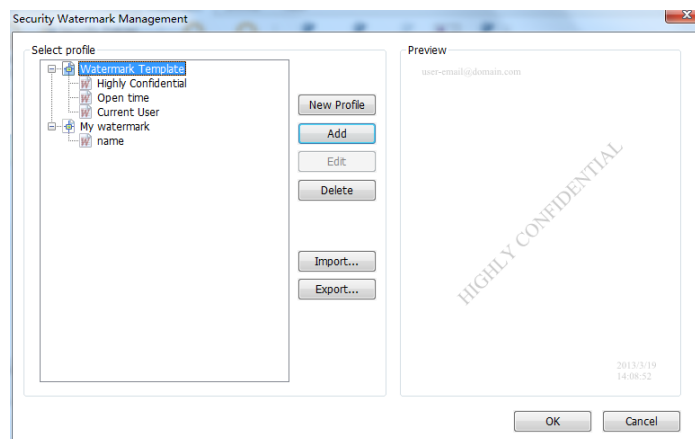 Security Watermark Management
Select profile
Watermark Template
Highly Confidential
Open time
Current User
My watermark
name
New Profile
Add
Edit
Delete
Import...
Export...
Preview
user-email@domain.com
HIGHLY CONFIDENTIAL
2013/3/19
14:08:52
OK
Cancel